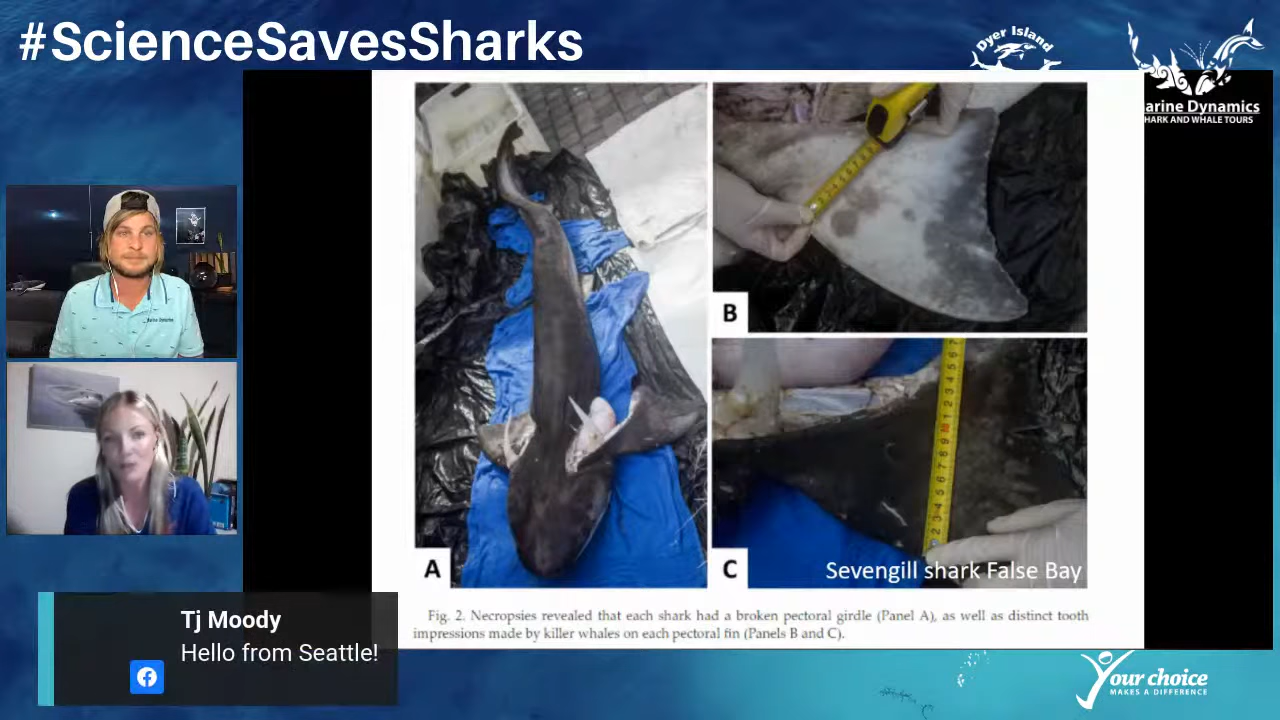 #ScienceSavesSharks
Dyer Island
Marine Dynamics
SHARK AND WHALE TOURS
B
A
C
Sevengill shark False Bay
Fig. 2. Necropsies revealed that each shark had a broken pectoral girdle (Panel A), as well as distinct tooth
impressions made by killer whales on each pectoral fin (Panels B and C).
Tj Moody
Hello from Seattle!
Your choice
MAKES A DIFFERENCE